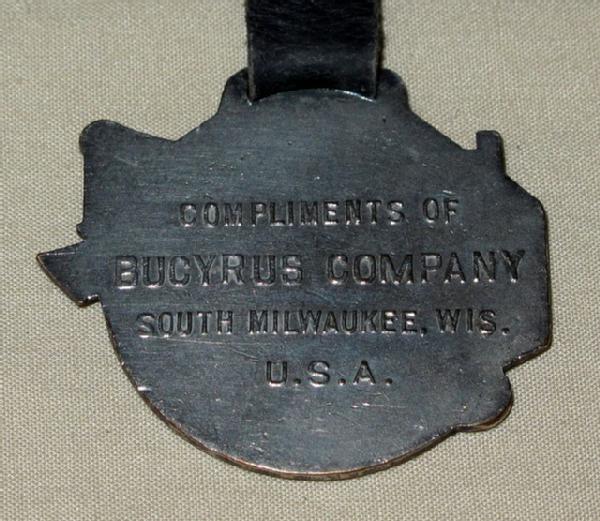 COMPLIMENTS OF
BUCYRUS COMPANY
SOUTH MILWAUKEE, WIS.
U.S.A.